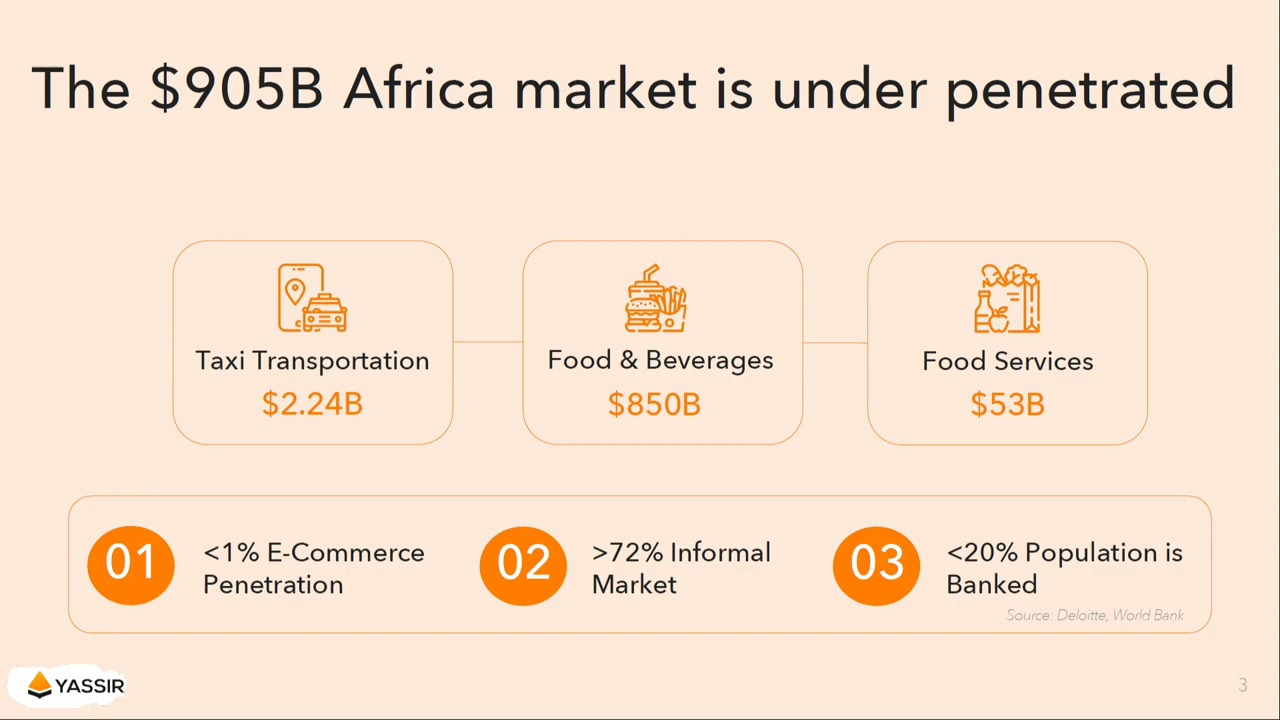 The $905B Africa market is under penetrated
Taxi Transportation
$2.24B
Food & Beverages
$850B
Food Services
$53B
01
<1% E-Commerce
Penetration
02
>72% Informal
Market
03
<20% Population is
Banked
Source: Deloitte, World Bank
YASSIR
3